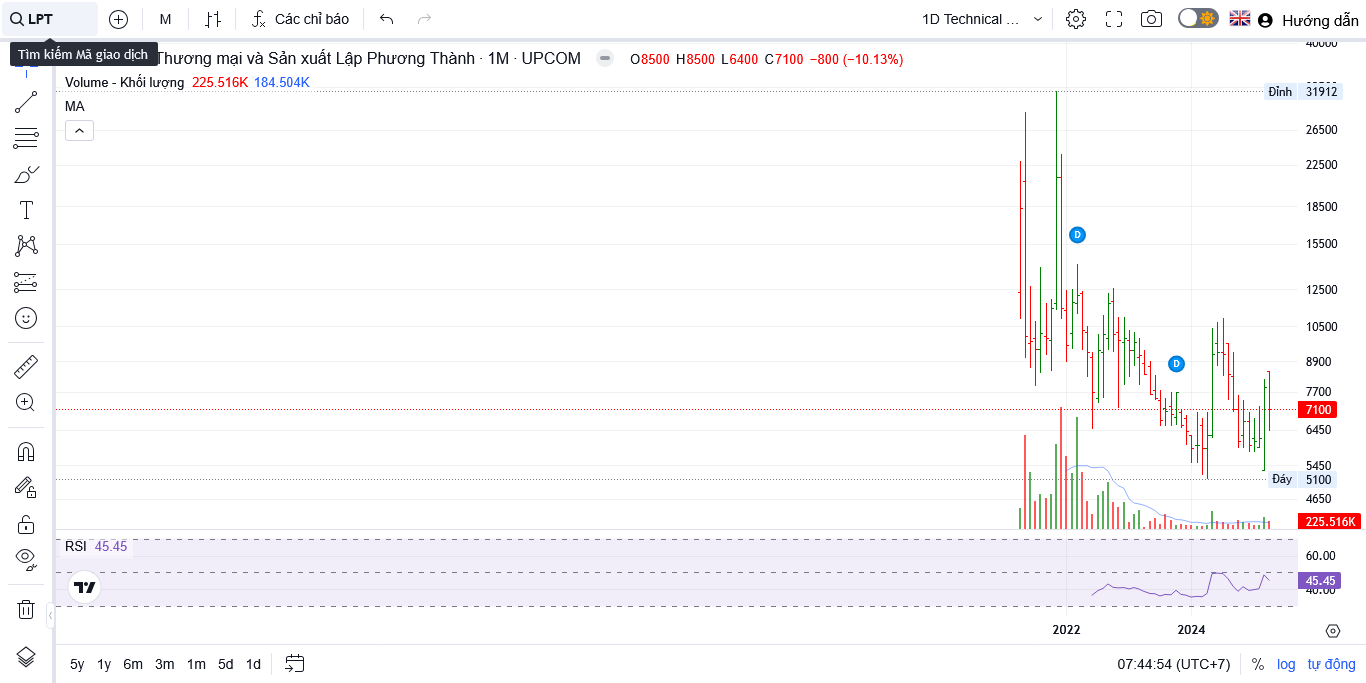 LPT M Các chỉ báo 1D Technical ... Hướng dẫn
Tìm kiếm Mã giao dịch
Thương mại và Sản xuất Lập Phương Thành · 1M · UPCOM O8500 H8500 L6400 C7100 −800 (−10.13%)
Volume - Khối lượng 225.516K 184.504K
MA
40000
Đỉnh 31912
26500
22500
18500
D
15500
12500
10500
D
8900
7700
7100
6450
5450
Đáy 5100
4650
225.516K
RSI 45.45
60.00
45.45
40.00
2022 2024
5y 1y 6m 3m 1m 5d 1d 07:44:54 (UTC+7) % log tự động